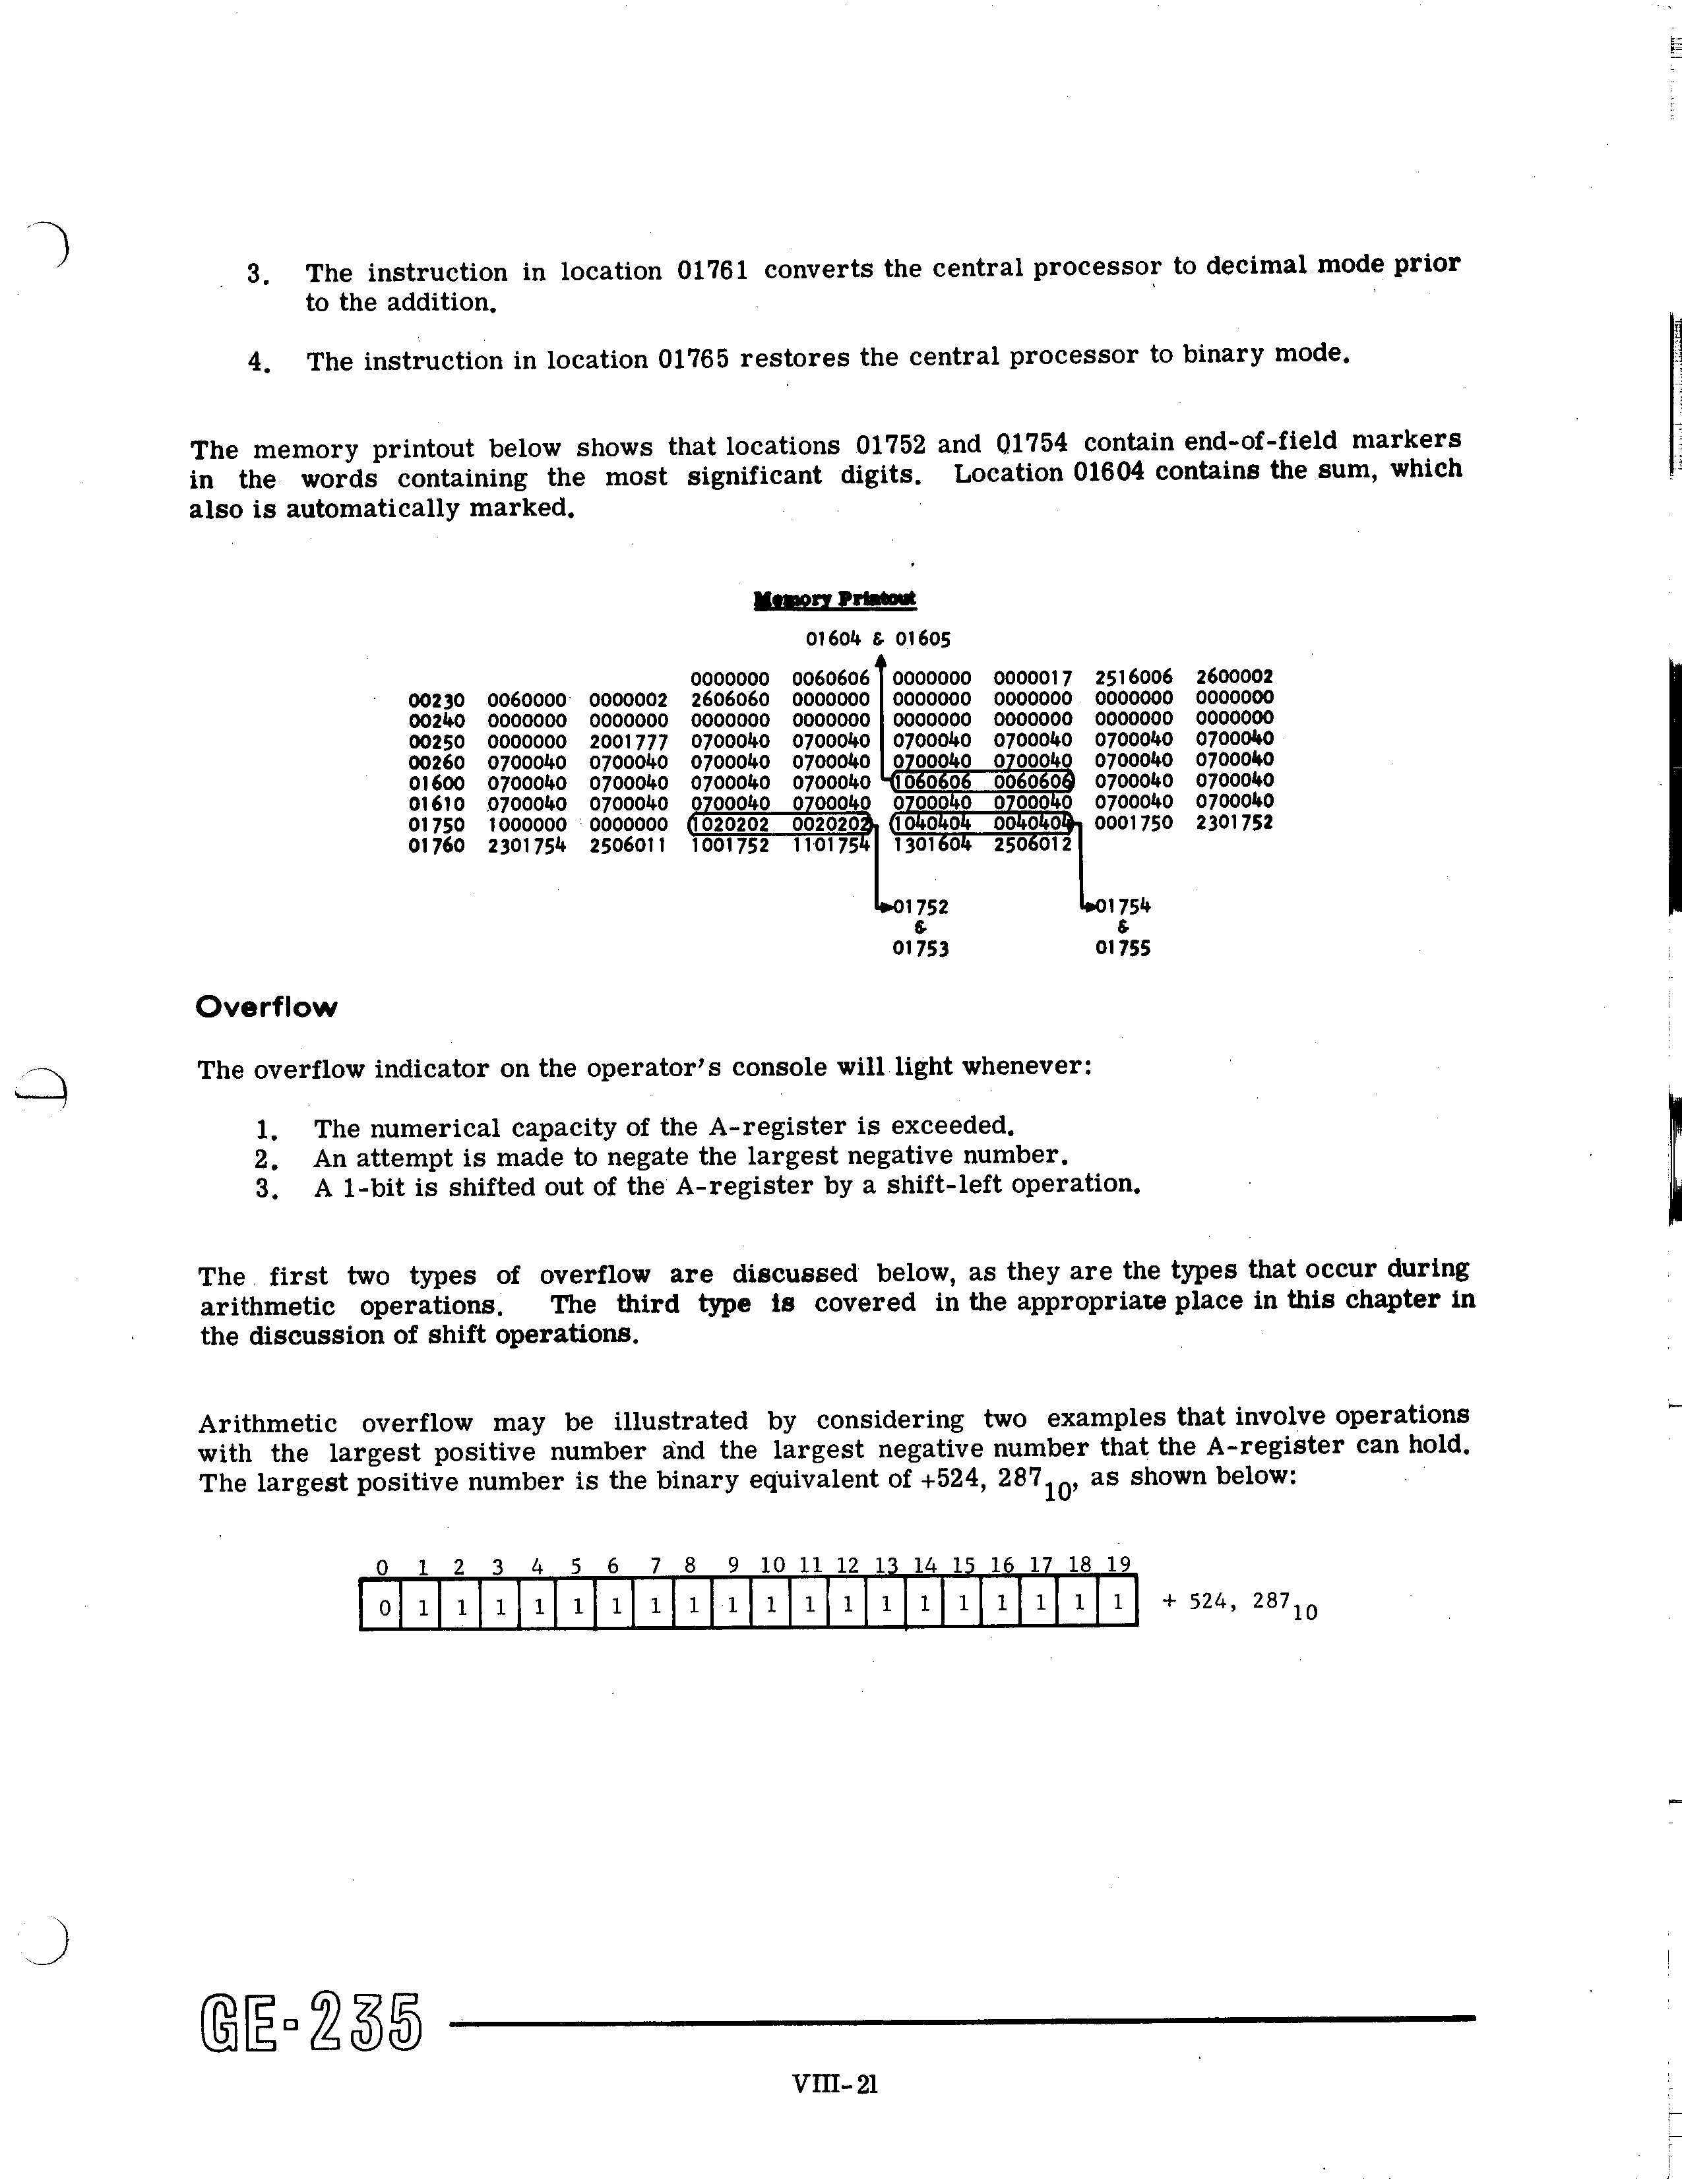 3. The instruction in location 01761 converts the central processor to decimal mode prior
to the addition.
4. The instruction in location 01765 restores the central processor to binary mode.
The memory printout below shows that locations 01752 and 01754 contain end-of-field markers
in the words containing the most significant digits. Location 01604 contains the sum, which
also is automatically marked.
Memory Printout
01604 & 01605
0000000 0060606 0000000 0000017 2516006 2600002
00230 0060000 0000002 2606060 0000000 0000000 0000000 0000000 0000000
00240 0000000 0000000 0000000 0000000 0000000 0000000 0000000 0000000
00250 0000000 2001777 0700040 0700040 0700040 0700040 0700040 0700040
00260 0700040 0700040 0700040 0700040 0700040 0700040 0700040 0700040
01600 0700040 0700040 0700040 0700040 1060606 0060606 0700040 0700040
01610 0700040 0700040 0700040 0700040 0700040 0700040 0700040 0700040
01750 1000000 0000000 1020202 0020202 1040404 0040404 0001750 2301752
01760 2301754 2506011 1001752 1101754 1301604 2506012
01752 01754
& &
01753 01755
Overflow
The overflow indicator on the operator's console will light whenever:
1. The numerical capacity of the A-register is exceeded.
2. An attempt is made to negate the largest negative number.
3. A 1-bit is shifted out of the A-register by a shift-left operation.
The first two types of overflow are discussed below, as they are the types that occur during
arithmetic operations. The third type is covered in the appropriate place in this chapter in
the discussion of shift operations.
Arithmetic overflow may be illustrated by considering two examples that involve operations
with the largest positive number and the largest negative number that the A-register can hold.
The largest positive number is the binary equivalent of +524, 287₁₀, as shown below:
0 1 2 3 4 5 6 7 8 9 10 11 12 13 14 15 16 17 18 19
0 1 1 1 1 1 1 1 1 1 1 1 1 1 1 1 1 1 1 1 + 524, 287₁₀
GE-235
VIII-21